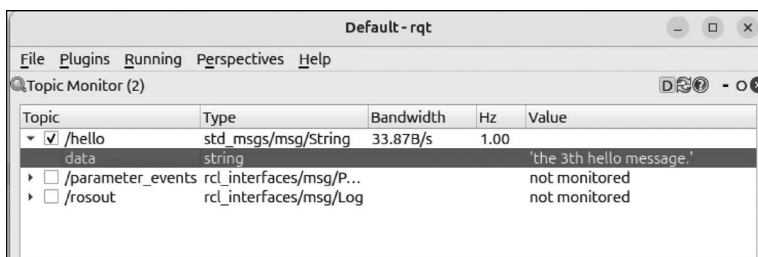 Default - rqt
File Plugins Running Perspectives Help
Topic Monitor (2) D - O
Topic Type Bandwidth Hz Value
/hello std_msgs/msg/String 33.87B/s 1.00
data string 'the 3th hello message.'
/parameter_events rcl_interfaces/msg/P... not monitored
/rosout rcl_interfaces/msg/Log not monitored